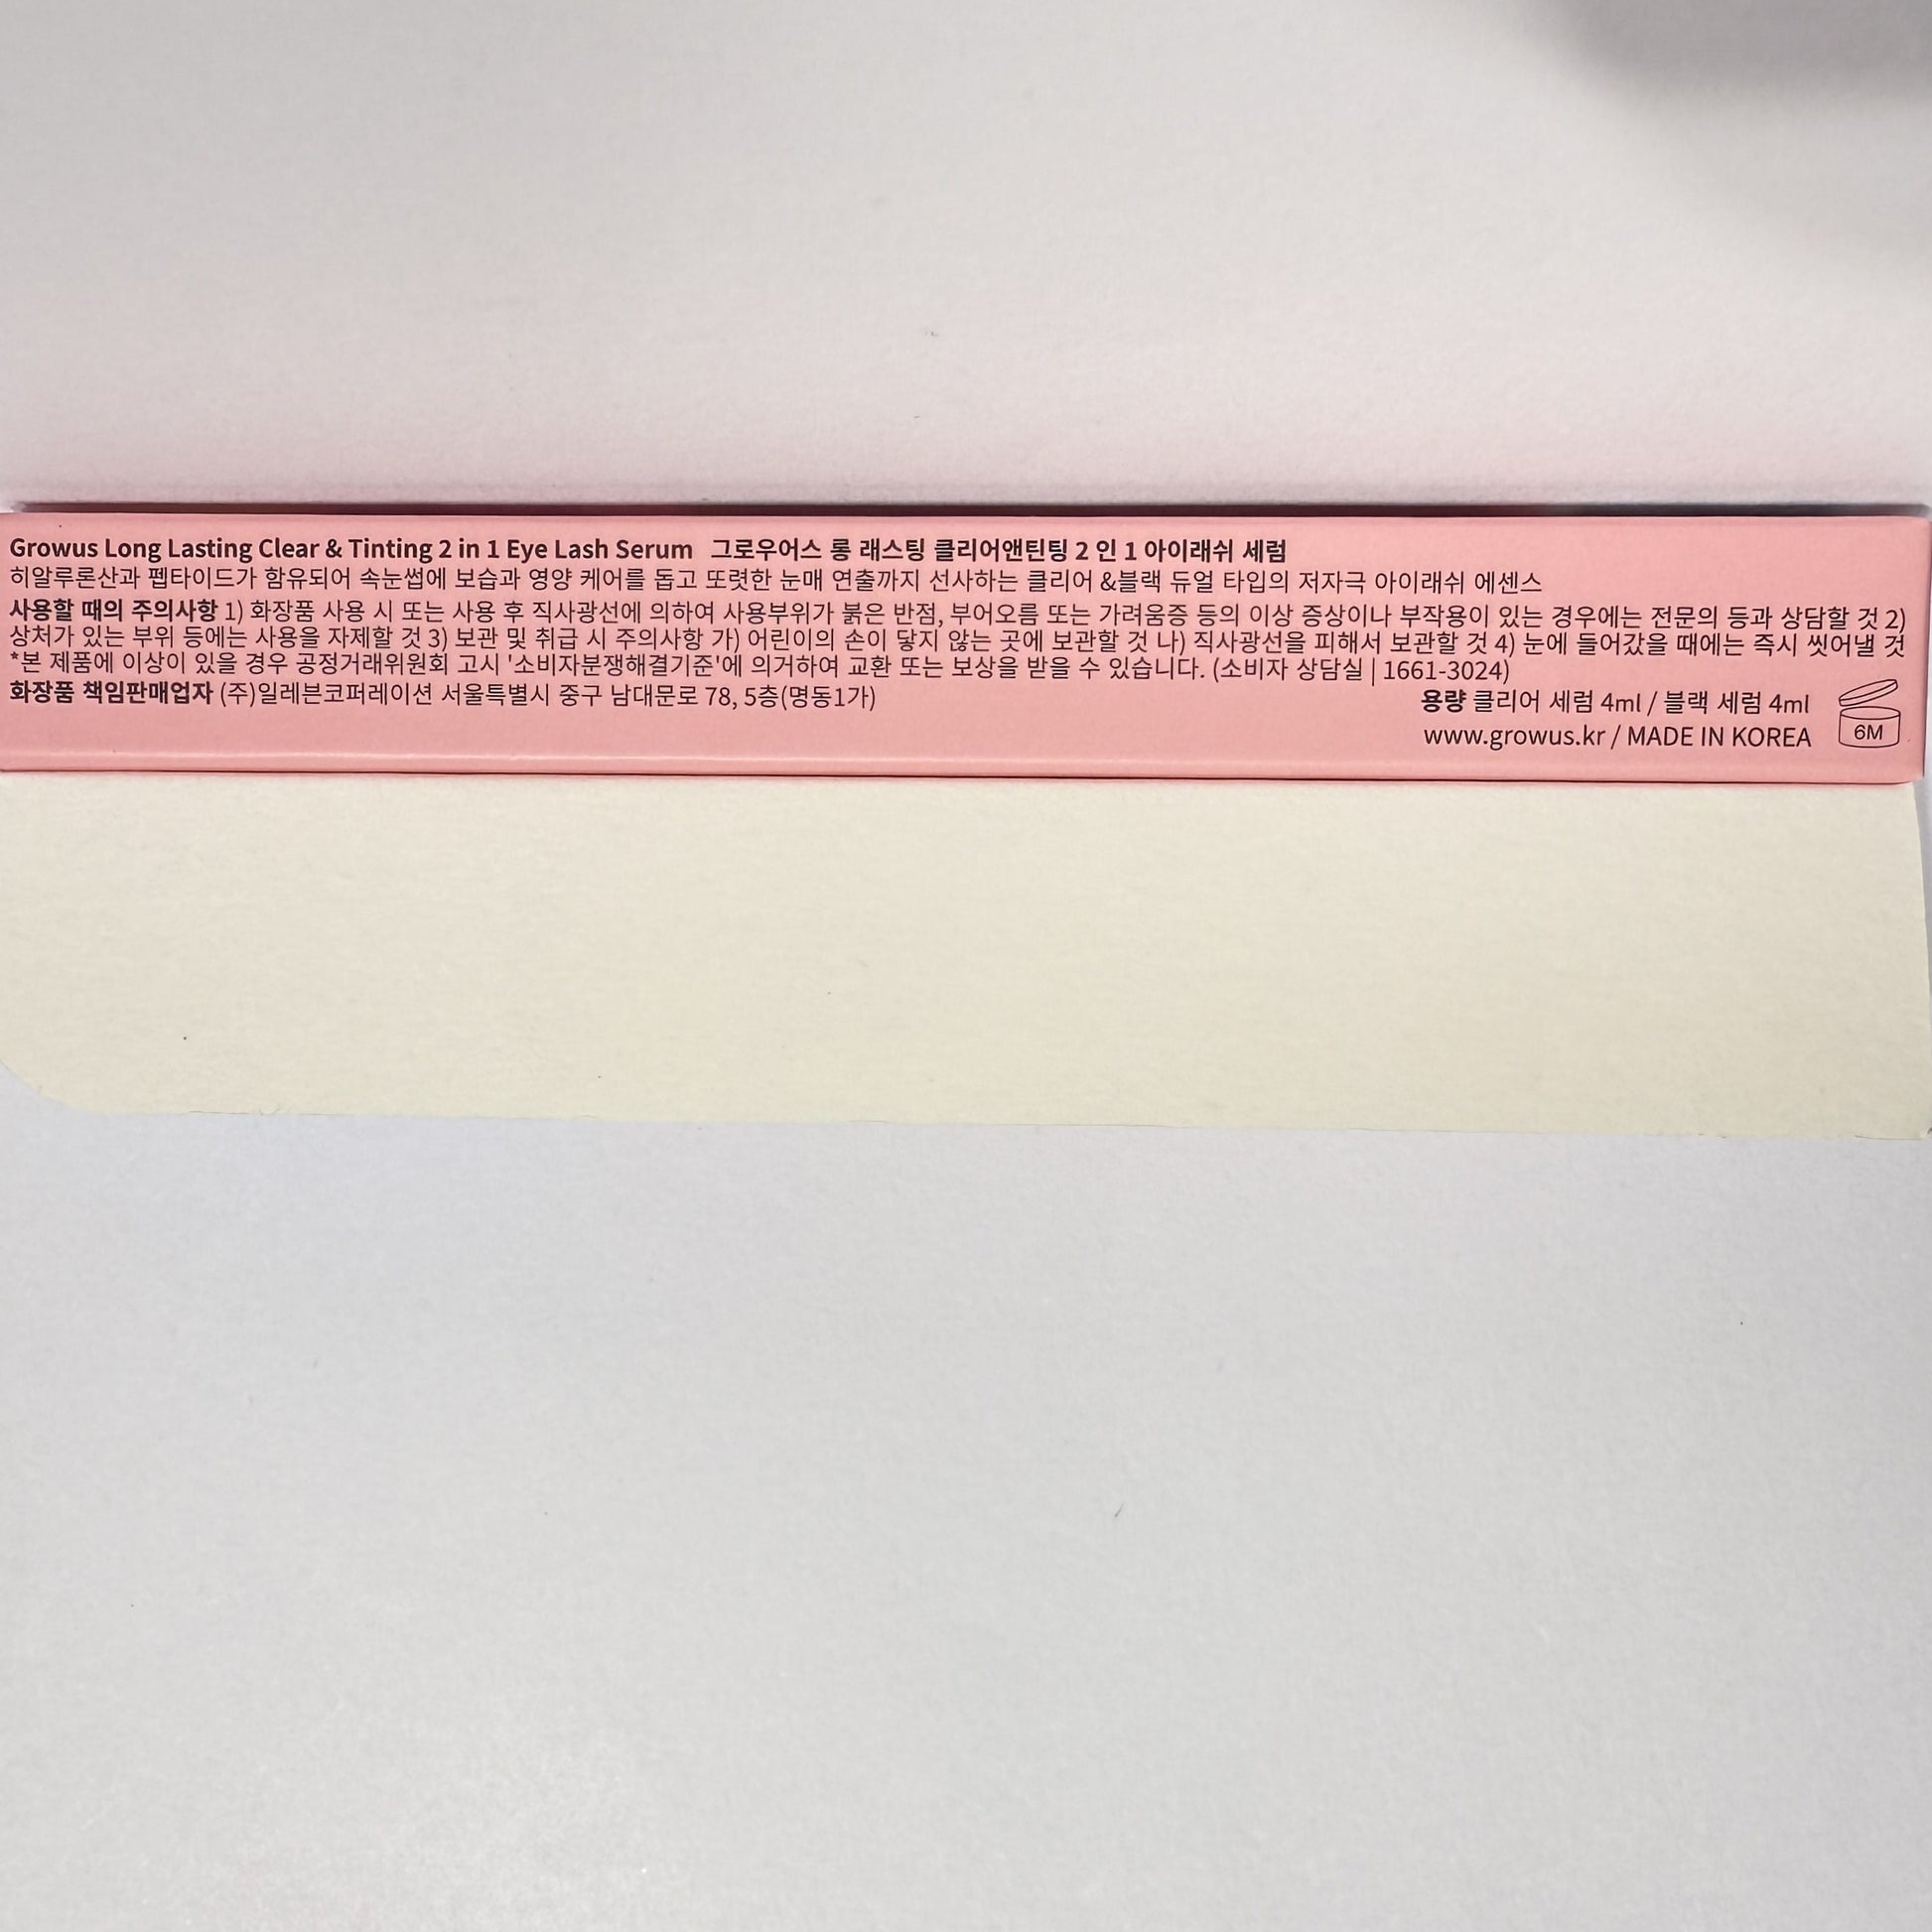 Growus Long Lasting Clear & Tinting 2 in 1 Eye Lash Serum 그로우어스 롱 래스팅 클리어앤틴팅 2 인 1 아이래쉬 세럼
히알루론산과 펩타이드가 함유되어 속눈썹에 보습과 영양 케어를 돕고 또렷한 눈매 연출까지 선사하는 클리어 &블랙 듀얼 타입의 저자극 아이래쉬 에센스
사용할 때의 주의사항 1) 화장품 사용 시 또는 사용 후 직사광선에 의하여 사용부위가 붉은 반점, 부어오름 또는 가려움증 등의 이상 증상이나 부작용이 있는 경우에는 전문의 등과 상담할 것 2)
상처가 있는 부위 등에는 사용을 자제할 것 3) 보관 및 취급 시 주의사항 가) 어린이의 손이 닿지 않는 곳에 보관할 것 나) 직사광선을 피해서 보관할 것 4) 눈에 들어갔을 때에는 즉시 씻어낼 것
*본 제품에 이상이 있을 경우 공정거래위원회 고시 '소비자분쟁해결기준'에 의거하여 교환 또는 보상을 받을 수 있습니다. (소비자 상담실 | 1661-3024)
화장품 책임판매업자 (주)일레븐코퍼레이션 서울특별시 중구 남대문로 78, 5층(명동1가)
용량 클리어 세럼 4ml / 블랙 세럼 4ml
www.growus.kr / MADE IN KOREA
6M